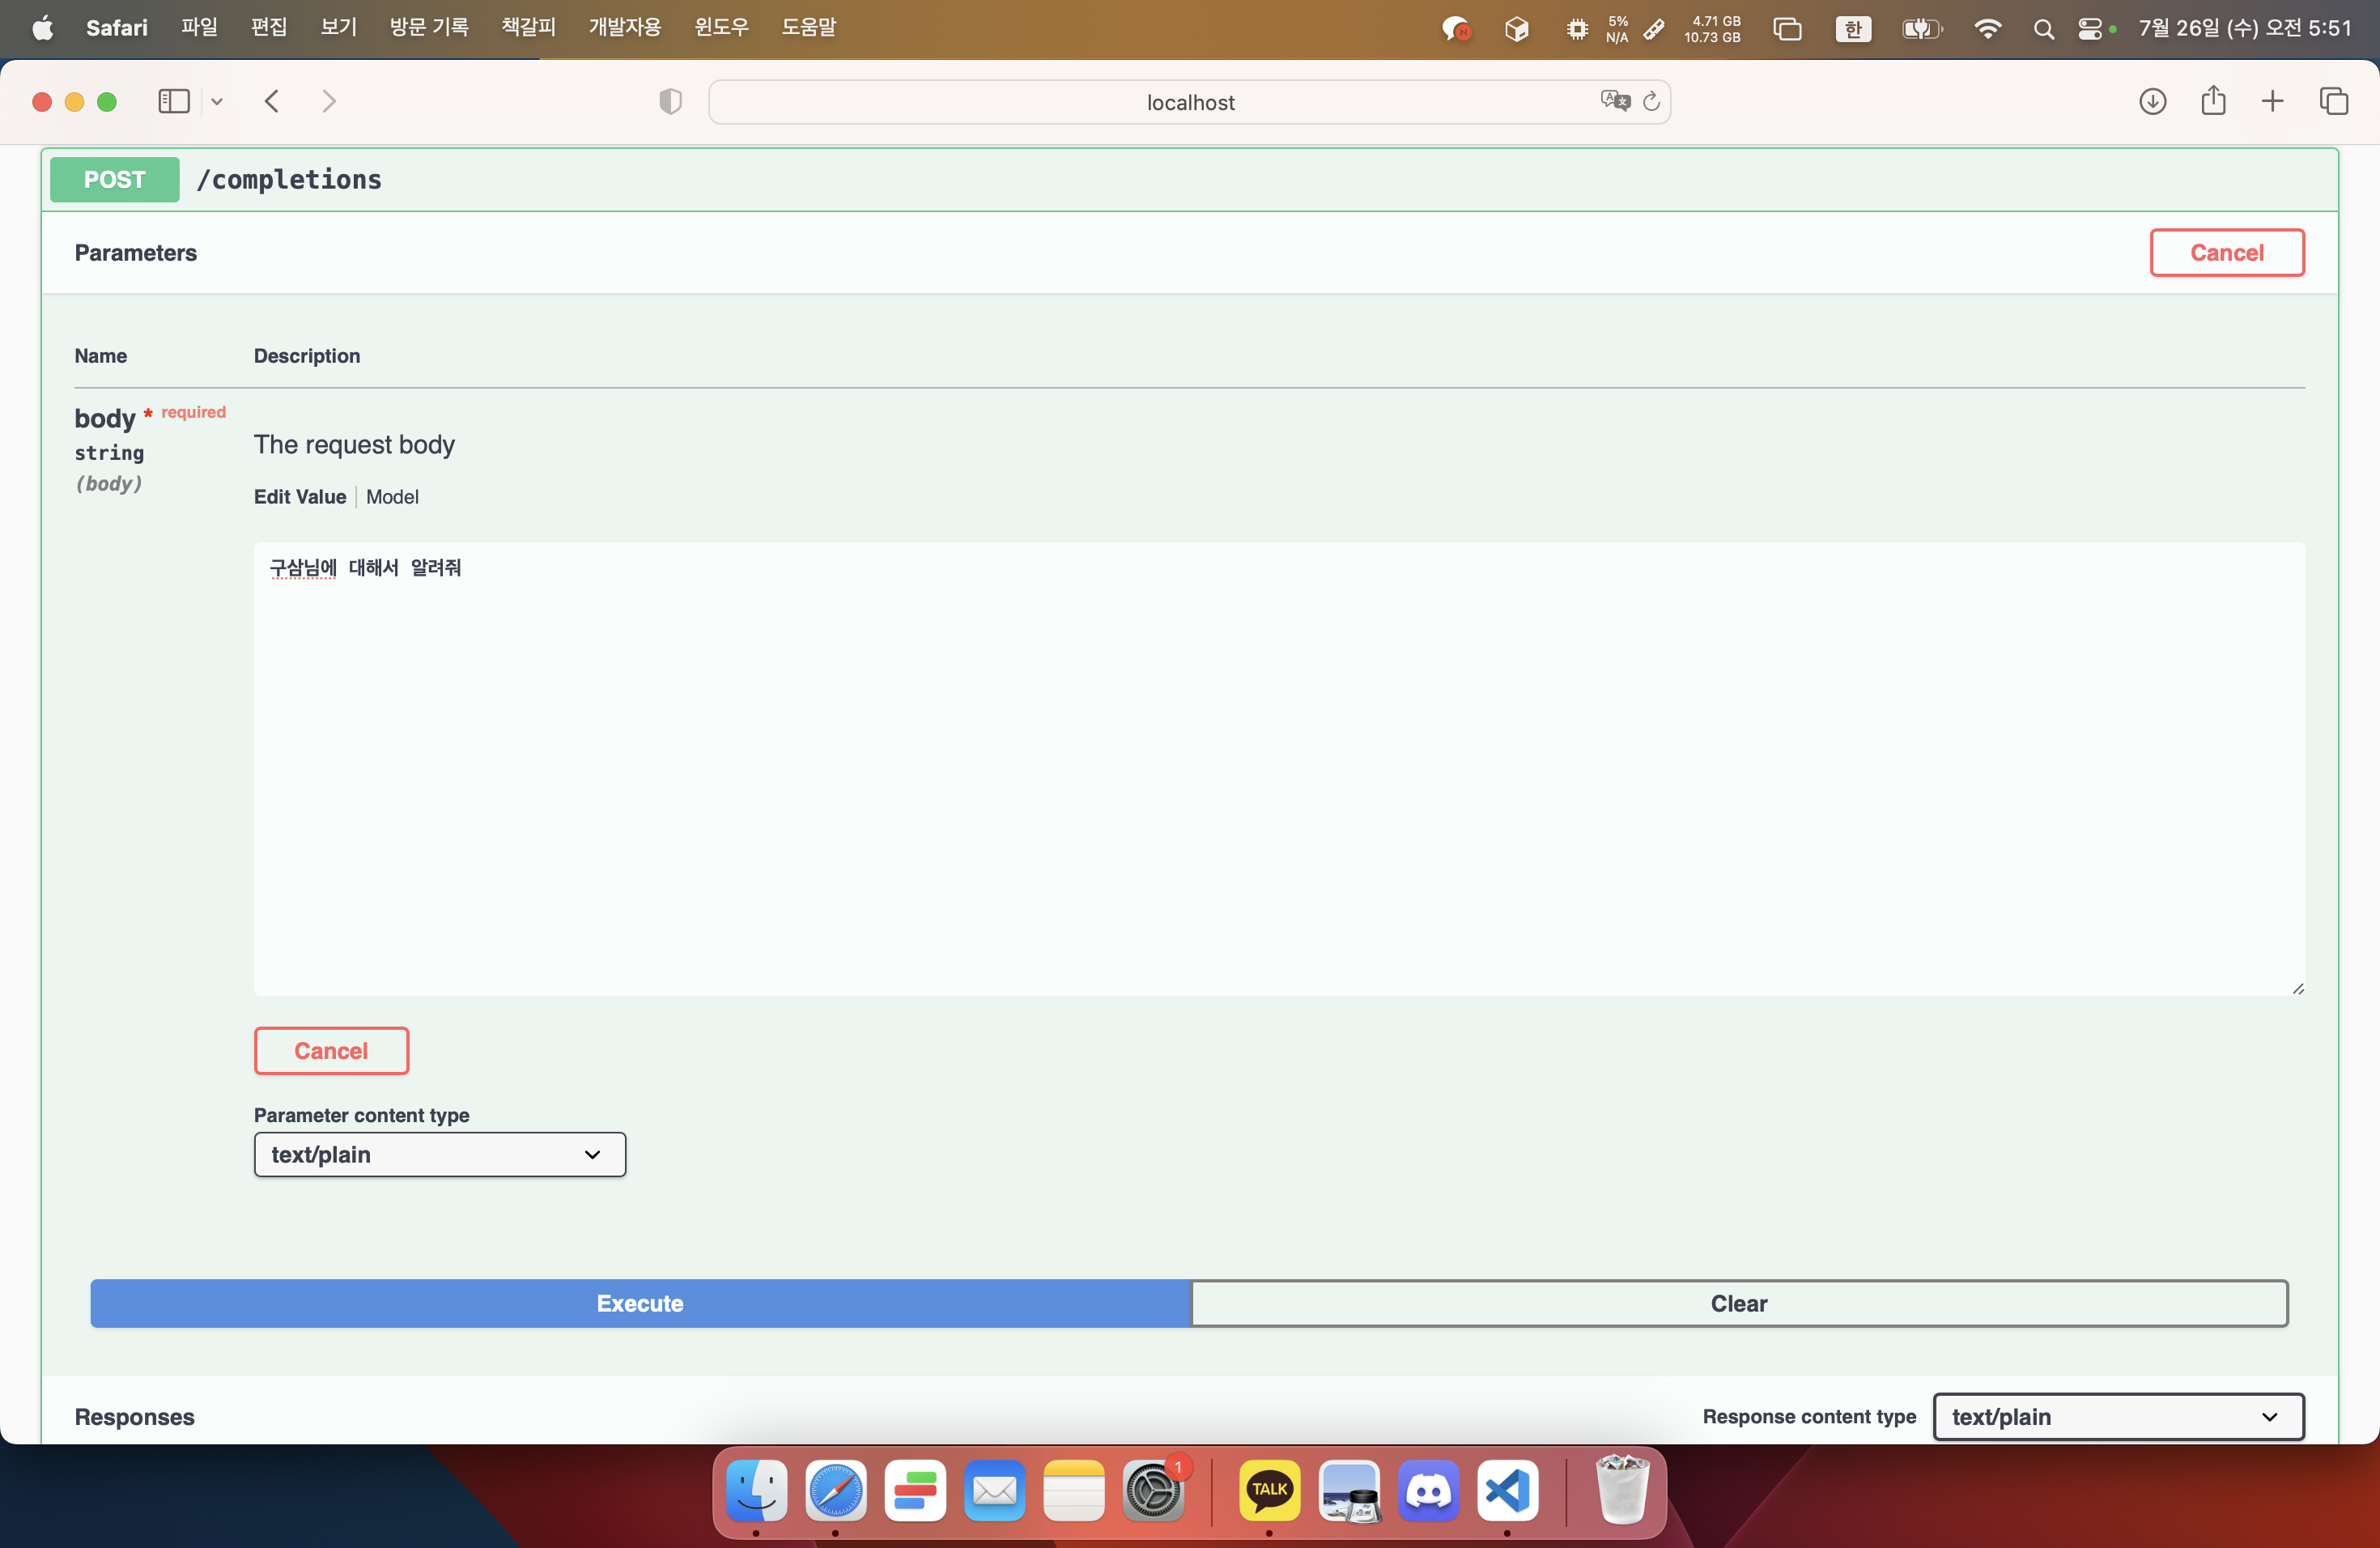 Safari 파일 편집 보기 방문 기록 책갈피 개발자용 윈도우 도움말 5% 4.71 GB 한 7월 26일 (수) 오전 5:51
N/A 10.73 GB
localhost
POST /completions
Parameters Cancel
Name Description
body * required
string
(body)
The request body
Edit Value Model
구삼님에 대해서 알려줘
Cancel
Parameter content type
text/plain
Execute Clear
Responses Response content type text/plain
1
TALK